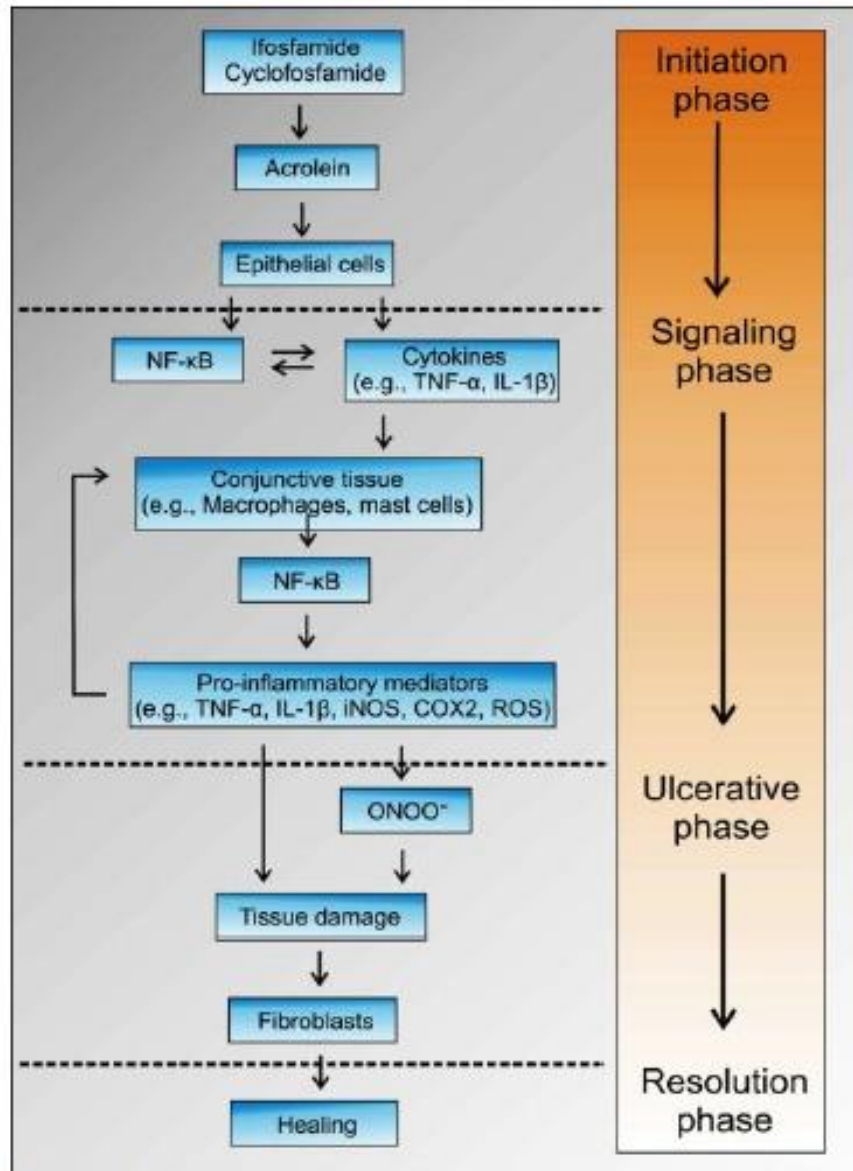 Ifosfamide
Cyclofosfamide
Acrolein
Epithelial cells
NF-κB
Cytokines
(e.g., TNF-α, IL-1β)
Conjunctive tissue
(e.g., Macrophages, mast cells)
NF-κB
Pro-inflammatory mediators
(e.g., TNF-α, IL-1β, iNOS, COX2, ROS)
ONOO⁻
Tissue damage
Fibroblasts
Healing
Initiation
phase
Signaling
phase
Ulcerative
phase
Resolution
phase